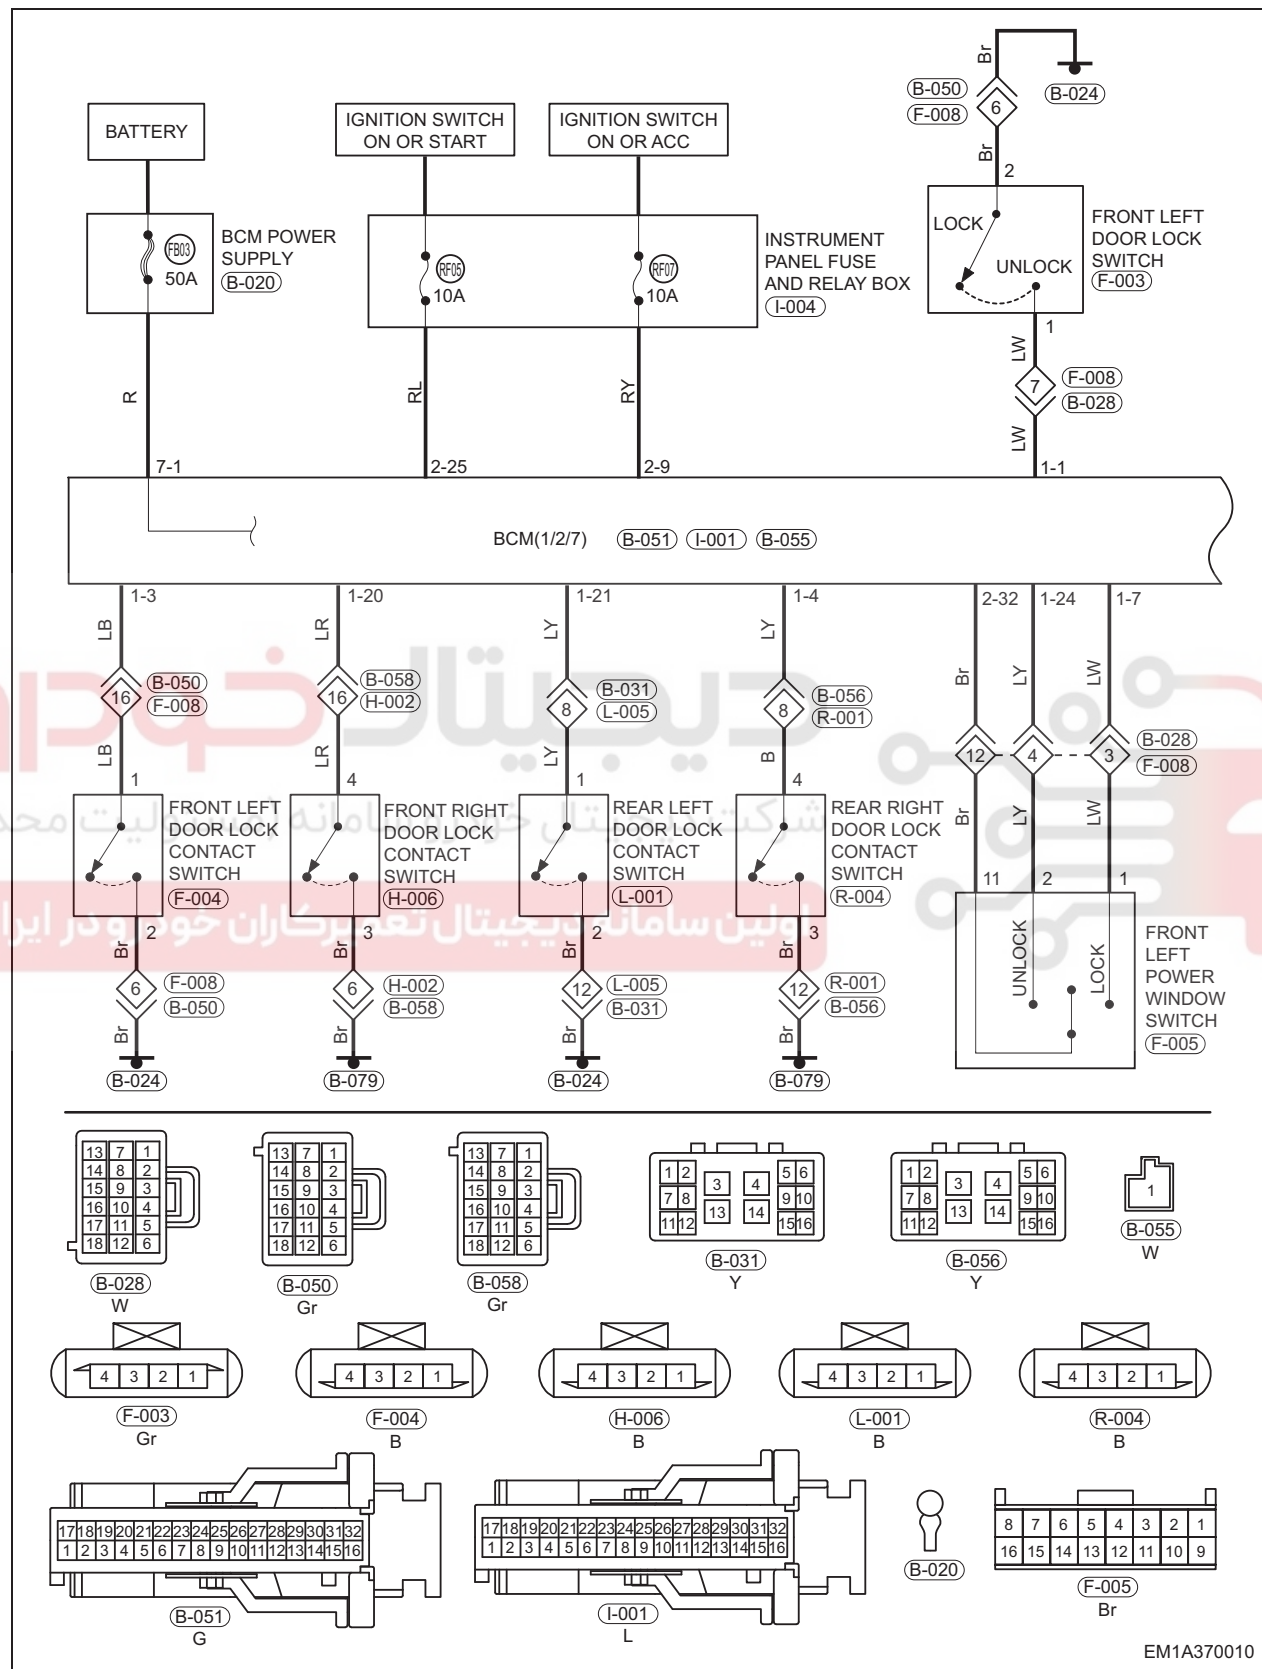 Br
B-050
F-008
6
B-024
Br
2
BATTERY
IGNITION SWITCH
ON OR START
IGNITION SWITCH
ON OR ACC
FB03
50A
BCM POWER
SUPPLY
B-020
RF05
10A
RF07
10A
INSTRUMENT
PANEL FUSE
AND RELAY BOX
I-004
LOCK
UNLOCK
FRONT LEFT
DOOR LOCK
SWITCH
F-003
1
LW
7
F-008
B-028
LW
R
RL
RY
7-1
2-25
2-9
1-1
BCM(1/2/7) B-051 I-001 B-055
1-3
1-20
1-21
1-4
2-32
1-24
1-7
LB
LR
LY
LY
Br
LY
LW
16
B-050
F-008
16
B-058
H-002
8
B-031
L-005
8
B-056
R-001
12
4
3
B-028
F-008
LB
LR
LY
B
Br
LY
LW
1
4
1
4
11
2
1
FRONT LEFT
DOOR LOCK
CONTACT
SWITCH
F-004
FRONT RIGHT
DOOR LOCK
CONTACT
SWITCH
H-006
REAR LEFT
DOOR LOCK
CONTACT
SWITCH
L-001
REAR RIGHT
DOOR LOCK
CONTACT
SWITCH
R-004
UNLOCK
LOCK
FRONT
LEFT
POWER
WINDOW
SWITCH
F-005
2
3
2
3
Br
Br
Br
Br
6
F-008
B-050
6
H-002
B-058
12
L-005
B-031
12
R-001
B-056
Br
Br
Br
Br
B-024
B-079
B-024
B-079
دیجیتال خودرو
شرکت دیجیتال خودرو سامانه
اولین سامانه دیجیتال تعمیرکاران خودرو در ایران
13 7 1
14 8 2
15 9 3
16 10 4
17 11 5
18 12 6
B-028
W
13 7 1
14 8 2
15 9 3
16 10 4
17 11 5
18 12 6
B-050
Gr
13 7 1
14 8 2
15 9 3
16 10 4
17 11 5
18 12 6
B-058
Gr
1 2 3 4 5 6
7 8 9 10
11 12 13 14 15 16
B-031
Y
1 2 3 4 5 6
7 8 9 10
11 12 13 14 15 16
B-056
Y
1
B-055
W
4 3 2 1
F-003
Gr
4 3 2 1
F-004
B
4 3 2 1
H-006
B
4 3 2 1
L-001
B
4 3 2 1
R-004
B
17 18 19 20 21 22 23 24 25 26 27 28 29 30 31 32
1 2 3 4 5 6 7 8 9 10 11 12 13 14 15 16
B-051
G
17 18 19 20 21 22 23 24 25 26 27 28 29 30 31 32
1 2 3 4 5 6 7 8 9 10 11 12 13 14 15 16
I-001
L
B-020
8 7 6 5 4 3 2 1
16 15 14 13 12 11 10 9
F-005
Br
EM1A370010